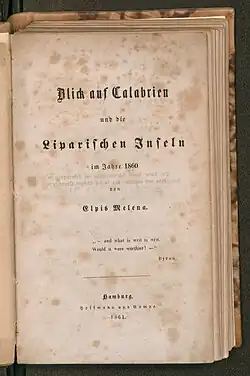 Blick auf Calabrien
und die
Liparischen Inseln
im Jahre 1860
von
Elpis Melena.
„— and what is writ is writ.
Would it were worthier! —“
Byron.
Hamburg.
Hoffmann und Campe.
1861.